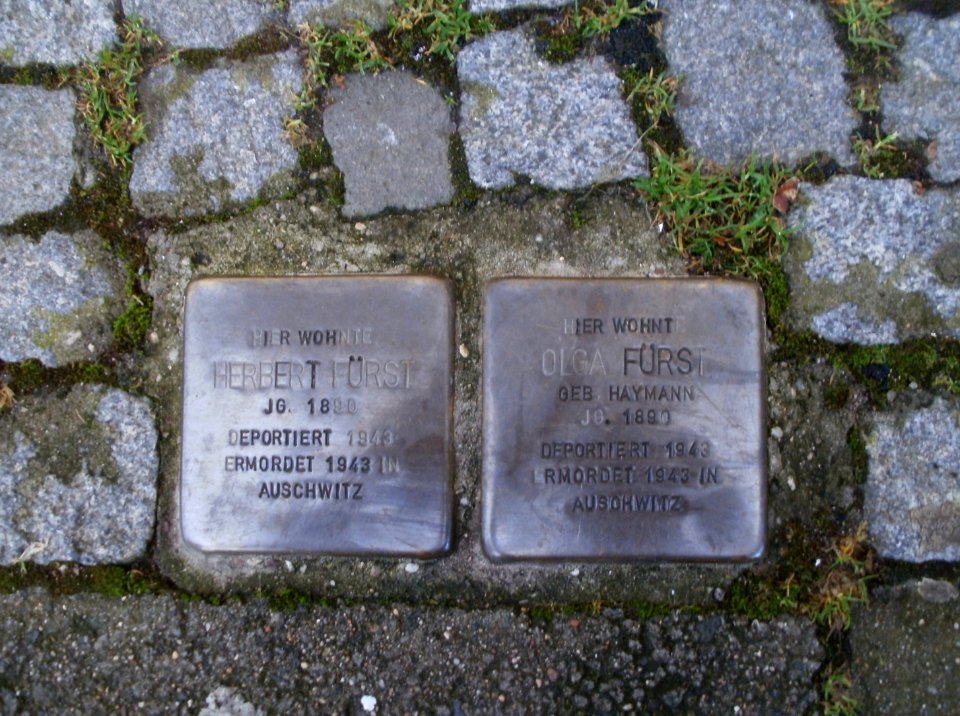 HIER WOHNTE
HERBERT FÜRST
JG. 1890
DEPORTIERT 1943
ERMORDET 1943 IN
AUSCHWITZ
HIER WOHNTE
OLGA FÜRST
GEB. HAYMANN
JG. 1890
DEPORTIERT 1943
ERMORDET 1943 IN
AUSCHWITZ